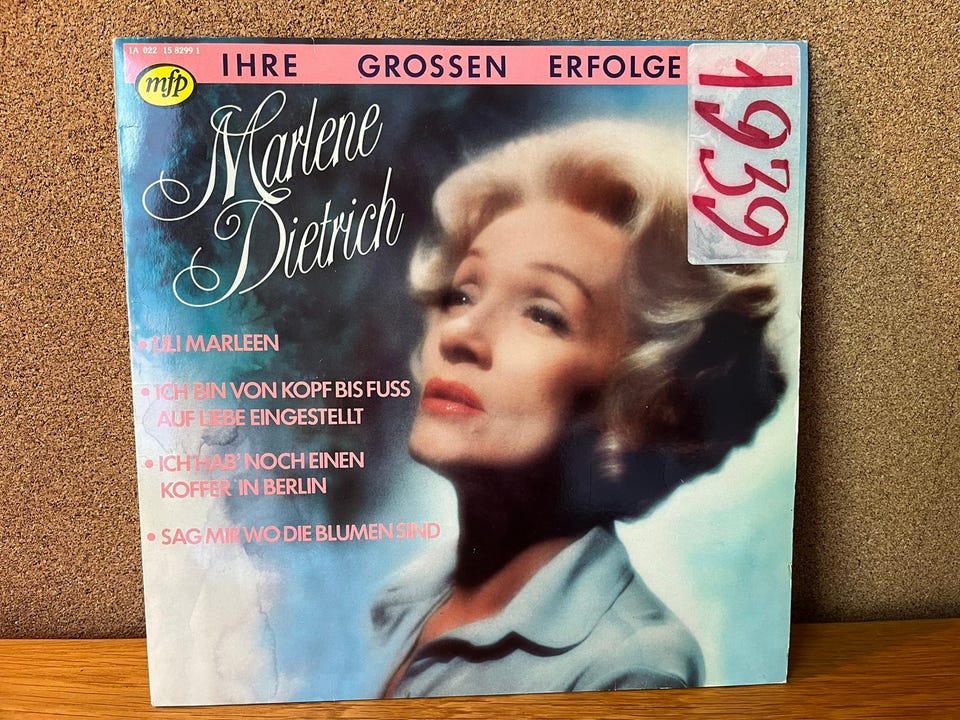 1A 022 15 8299 1
mfp
IHRE GROSSEN ERFOLGE
1939
Marlene
Dietrich
• LILI MARLEEN
• ICH BIN VON KOPF BIS FUSS
AUF LIEBE EINGESTELLT
• ICH HAB' NOCH EINEN
KOFFER IN BERLIN
• SAG MIR WO DIE BLUMEN SIND